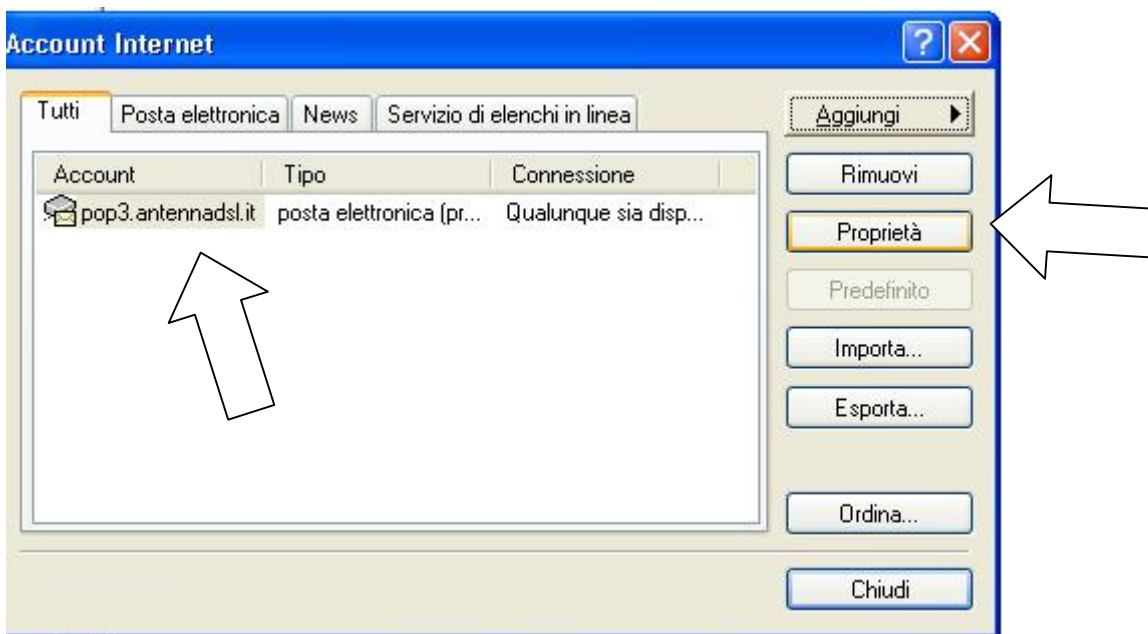 Account Internet
Tutti Posta elettronica News Servizio di elenchi in linea
Aggiungi
Account Tipo Connessione
Rimuovi
pop3.antennadsl.it posta elettronica (pr... Qualunque sia disp...
Proprietà
Predefinito
Importa...
Esporta...
Ordina...
Chiudi